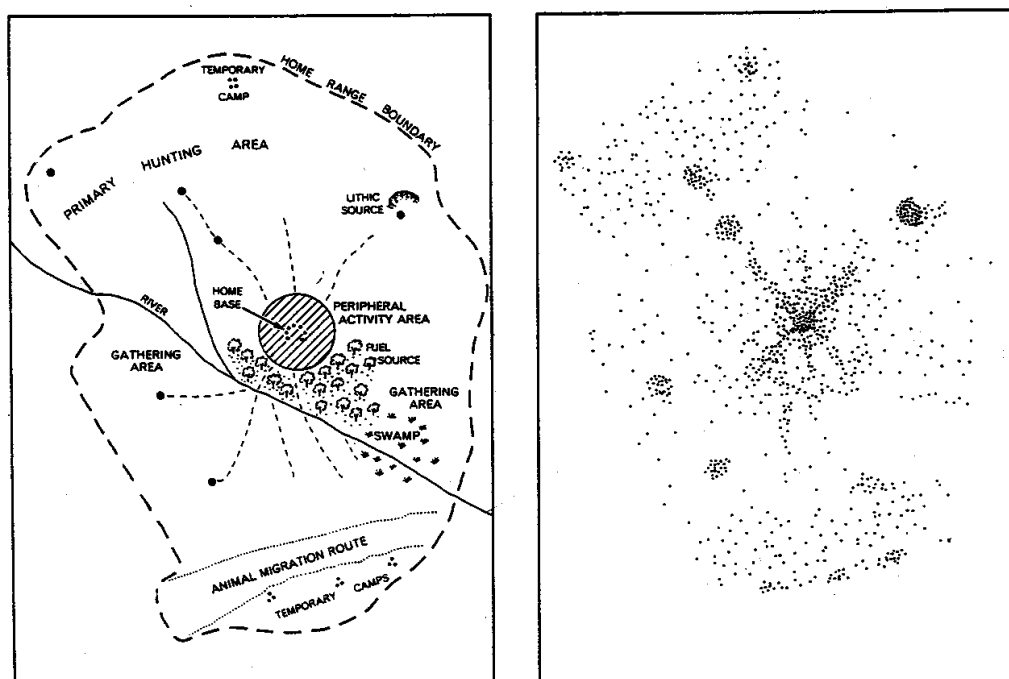 HOME RANGE BOUNDARY
TEMPORARY
CAMP
PRIMARY HUNTING AREA
LITHIC
SOURCE
RIVER
HOME
BASE
PERIPHERAL
ACTIVITY AREA
FUEL
SOURCE
GATHERING
AREA
GATHERING
AREA
SWAMP
ANIMAL MIGRATION ROUTE
TEMPORARY CAMPS